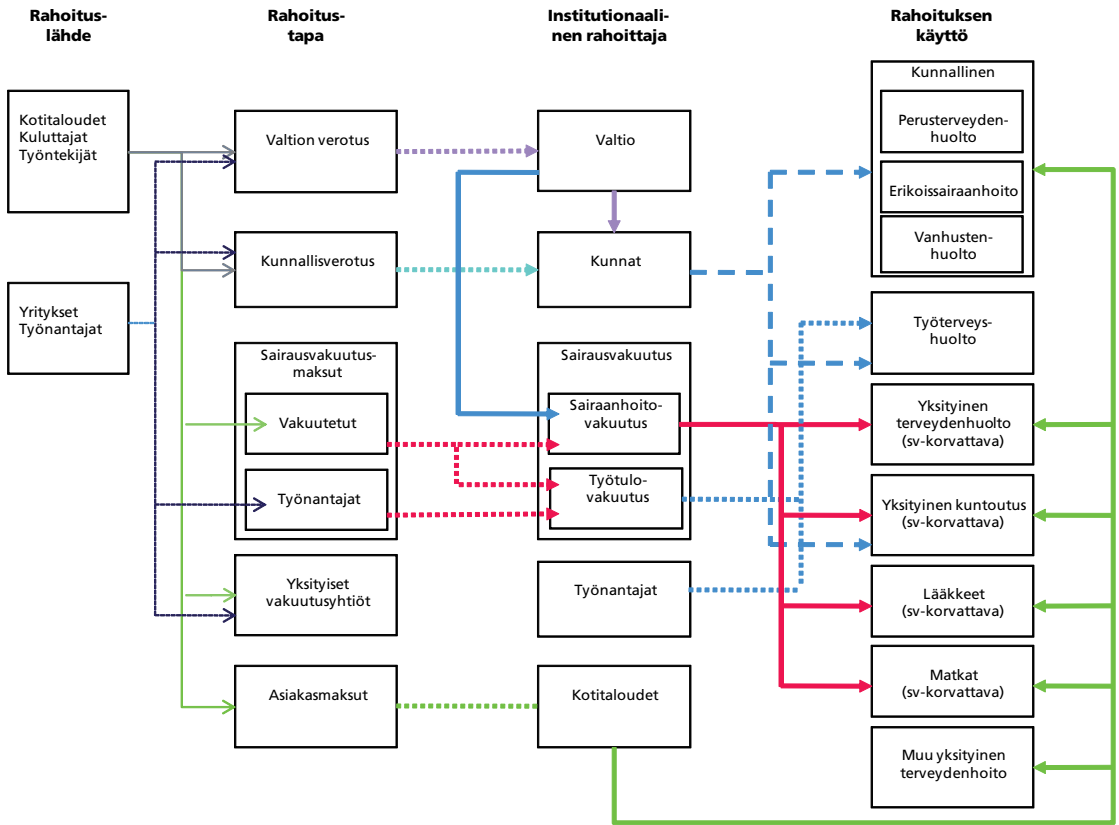 Rahoitus-
lähde
Rahoitus-
tapa
Institutionaali-
nen rahoittaja
Rahoituksen
käyttö
Kotitaloudet
Kuluttajat
Työntekijät
Yritykset
Työnantajat
Valtion verotus
Kunnallisverotus
Sairausvakuutus-
maksut
Vakuutetut
Työnantajat
Yksityiset
vakuutusyhtiöt
Asiakasmaksut
Valtio
Kunnat
Sairausvakuutus
Sairaanhoito-
vakuutus
Työtulo-
vakuutus
Työnantajat
Kotitaloudet
Kunnallinen
Perusterveyden-
huolto
Erikoissairaanhoito
Vanhusten-
huolto
Työterveys-
huolto
Yksityinen
terveydenhuolto
(sv-korvattava)
Yksityinen kuntoutus
(sv-korvattava)
Lääkkeet
(sv-korvattava)
Matkat
(sv-korvattava)
Muu yksityinen
terveydenhoito